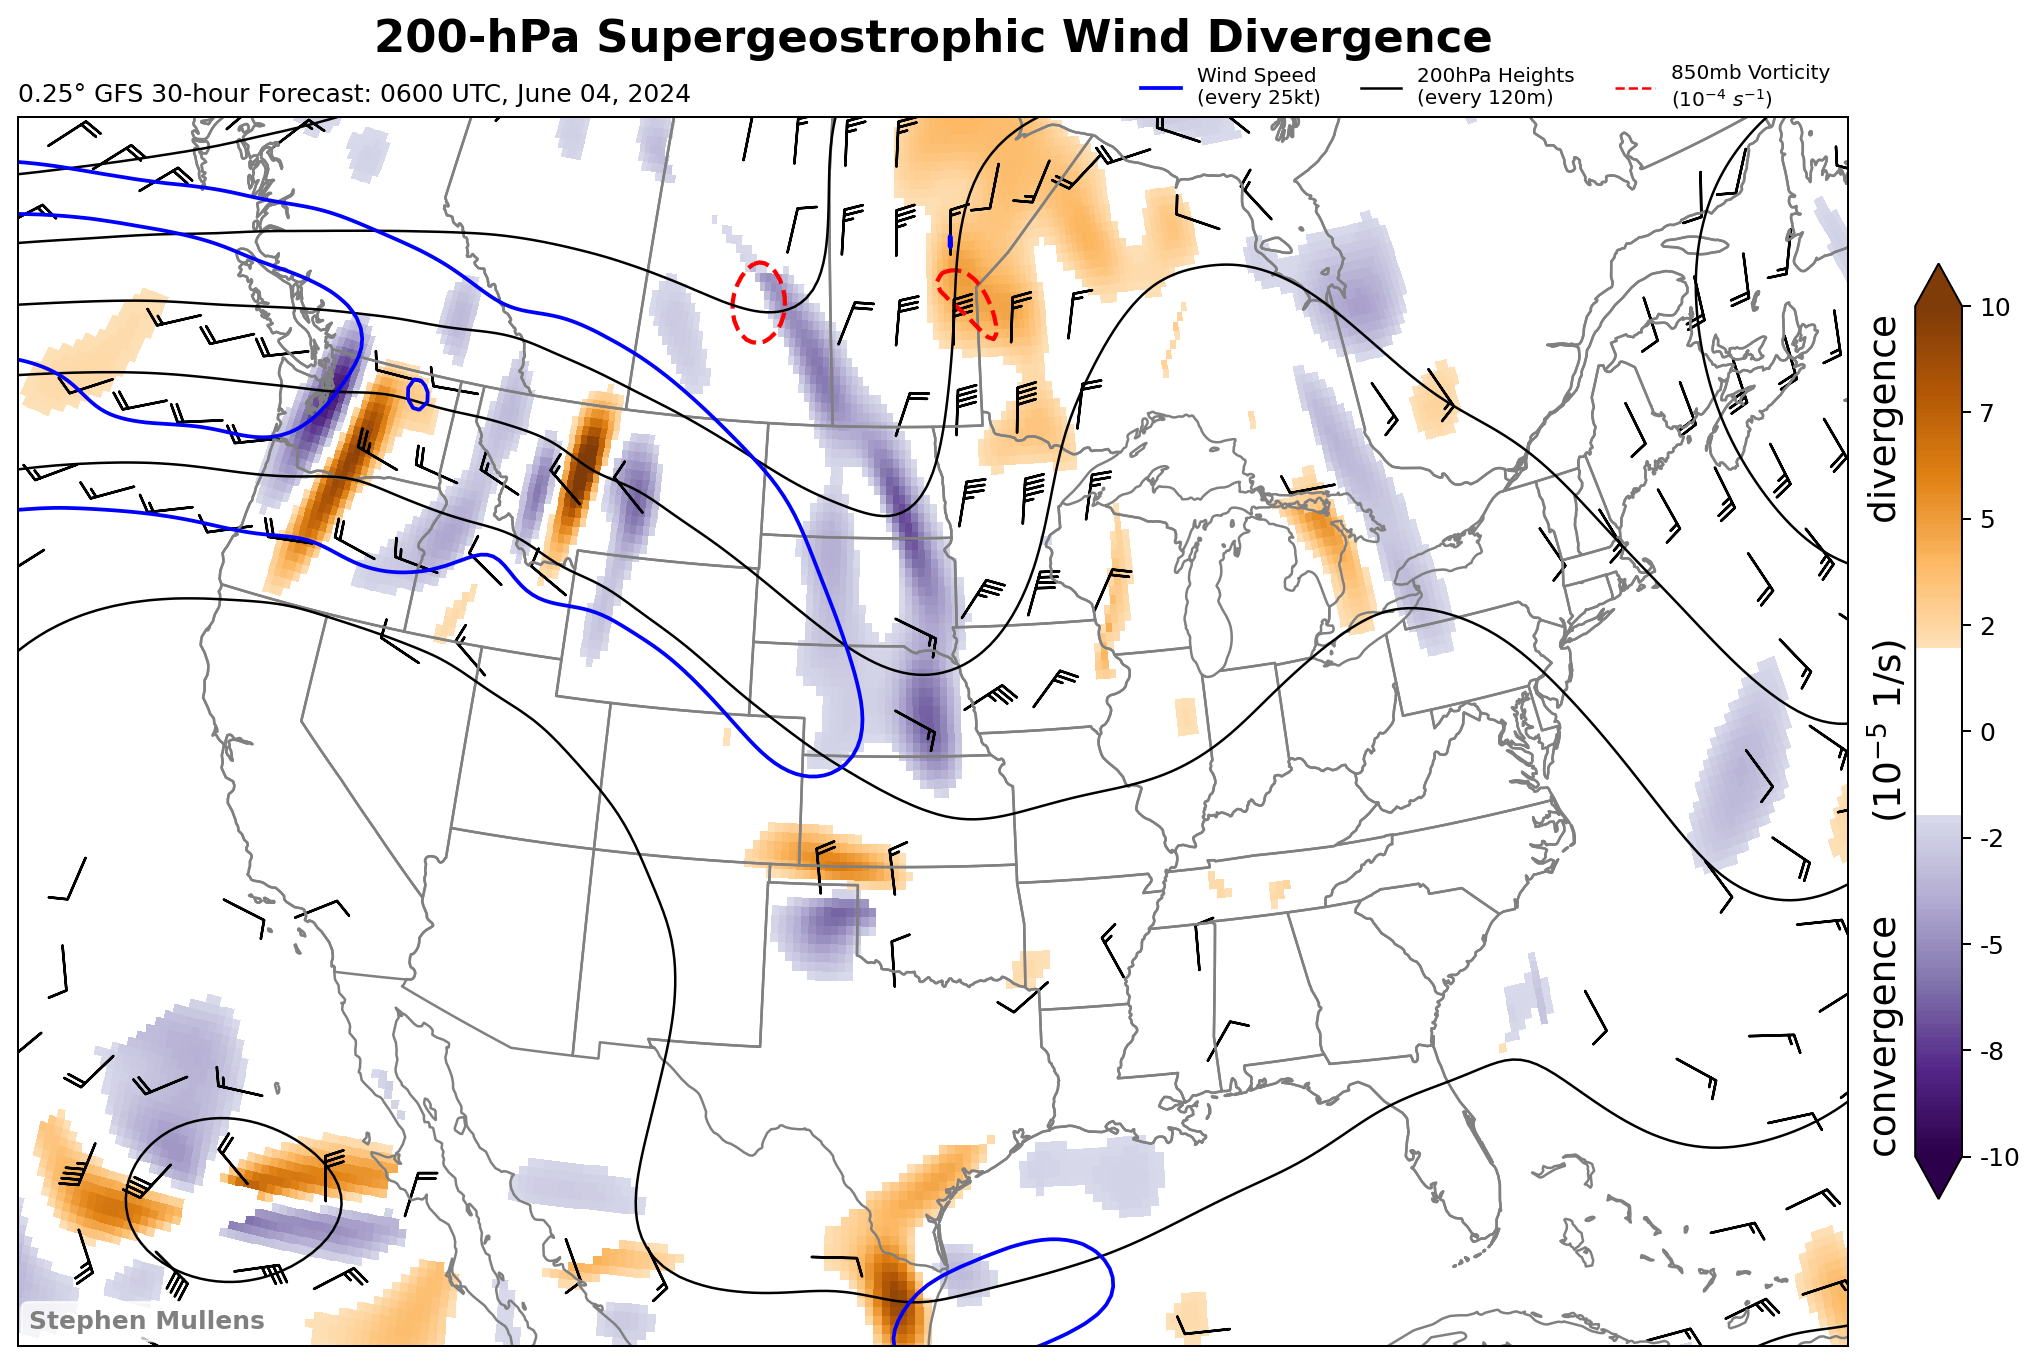 200-hPa Supergeostrophic Wind Divergence
0.25° GFS 30-hour Forecast: 0600 UTC, June 04, 2024
Wind Speed
(every 25kt)
200hPa Heights
(every 120m)
850mb Vorticity
(10⁻⁴ s⁻¹)
10
7
5
2
0
-2
-5
-8
-10
convergence (10⁻⁵ 1/s) divergence
Stephen Mullens